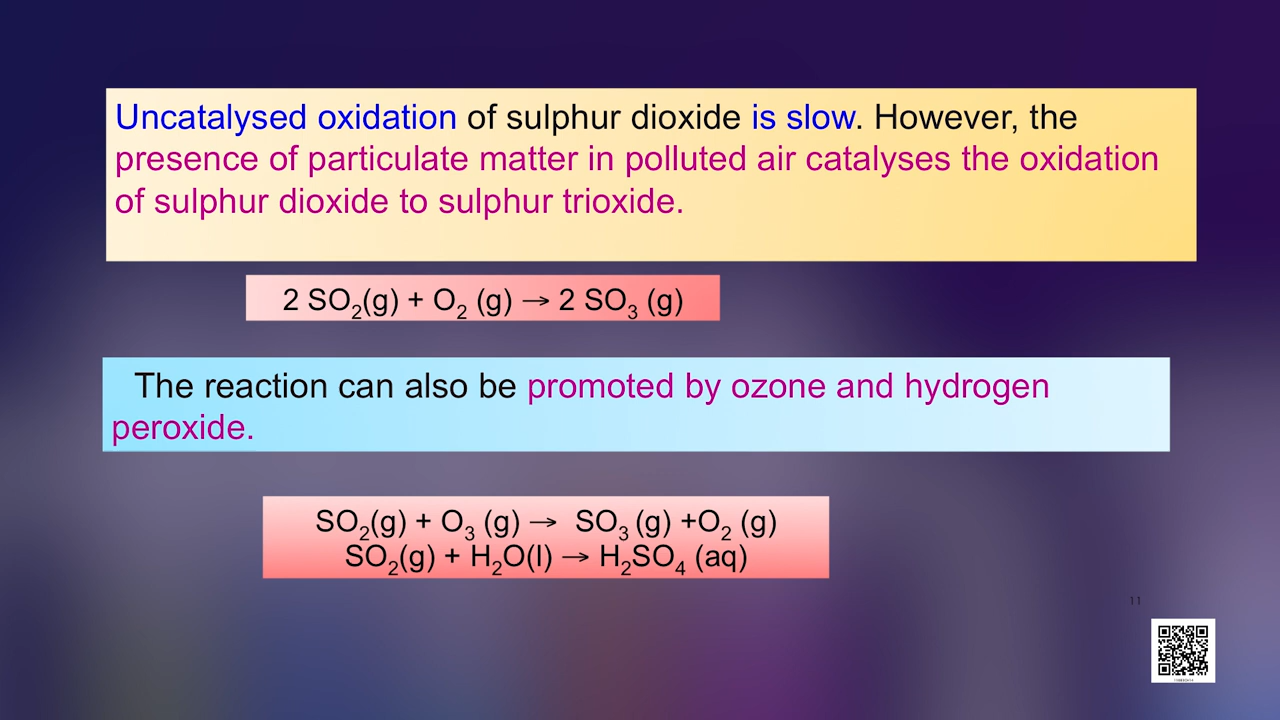 Uncatalysed oxidation of sulphur dioxide is slow. However, the
presence of particulate matter in polluted air catalyses the oxidation
of sulphur dioxide to sulphur trioxide.
2 SO₂(g) + O₂ (g) → 2 SO₃ (g)
The reaction can also be promoted by ozone and hydrogen
peroxide.
SO₂(g) + O₃ (g) → SO₃ (g) +O₂ (g)
SO₂(g) + H₂O(l) → H₂SO₄ (aq)
11